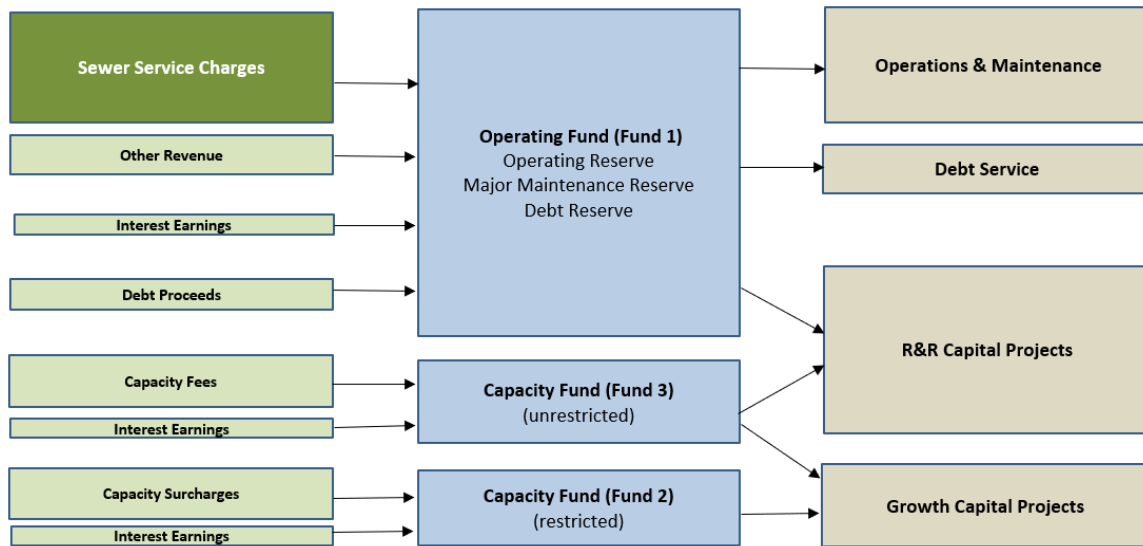 Sewer Service Charges
Other Revenue
Interest Earnings
Debt Proceeds
Capacity Fees
Interest Earnings
Capacity Surcharges
Interest Earnings
Operating Fund (Fund 1)
Operating Reserve
Major Maintenance Reserve
Debt Reserve
Capacity Fund (Fund 3)
(unrestricted)
Capacity Fund (Fund 2)
(restricted)
Operations & Maintenance
Debt Service
R&R Capital Projects
Growth Capital Projects